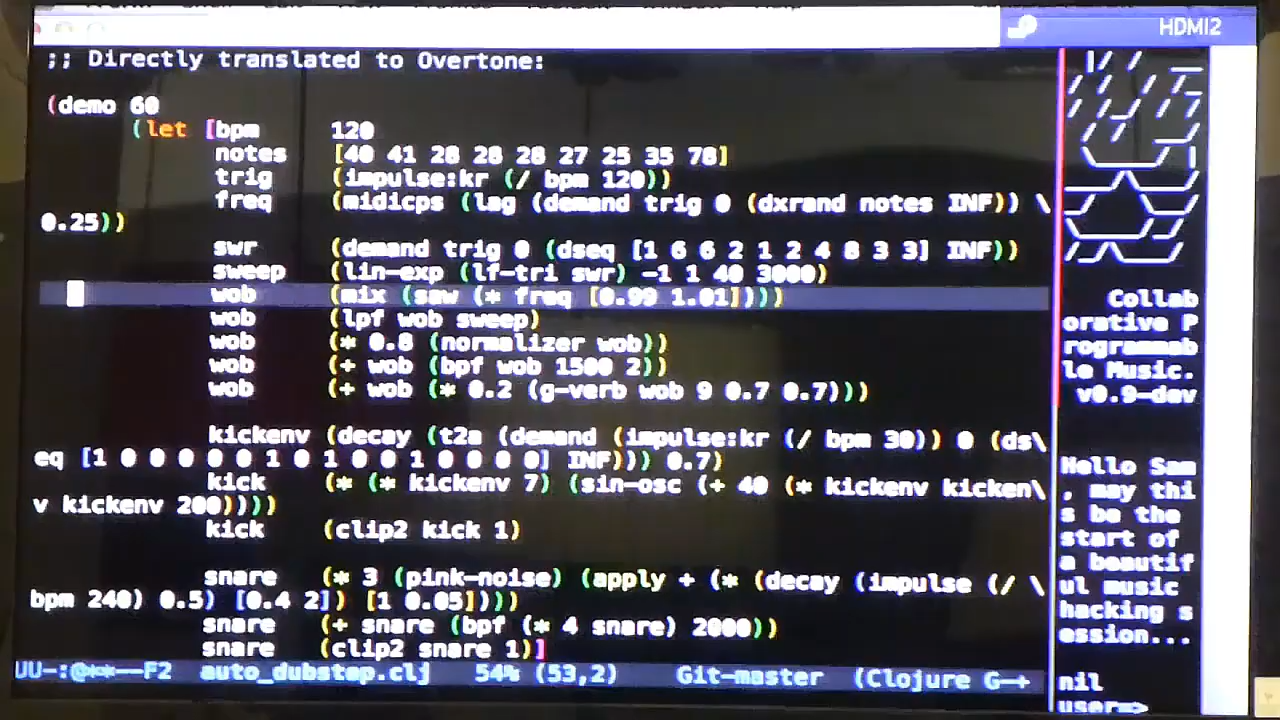 HDMI2
;; Directly translated to Overtone:
(demo 60
(let [bpm 120
notes [40 41 28 28 28 27 25 35 78]
trig (impulse:kr (/ bpm 120))
freq (midicps (lag (demand trig 0 (dxrand notes INF)) \
0.25))
swr (demand trig 0 (dseq [1 6 6 2 1 2 4 8 3 3] INF))
sweep (lin-exp (lf-tri swr) -1 1 40 3000)
wob (mix (saw (* freq [0.99 1.01])))
wob (lpf wob sweep)
wob (* 0.8 (normalizer wob))
wob (+ wob (bpf wob 1500 2))
wob (+ wob (* 0.2 (g-verb wob 9 0.7 0.7)))
kickenv (decay (t2a (demand (impulse:kr (/ bpm 30)) 0 (ds\
eq [1 0 0 0 0 0 1 0 1 0 0 1 0 0 0 0] INF))) 0.7)
kick (* (* kickenv 7) (sin-osc (+ 40 (* kickenv kicken\
v kickenv 200))))
kick (clip2 kick 1)
snare (* 3 (pink-noise) (apply + (* (decay (impulse (/ \
bpm 240) 0.5) [0.4 2]) [1 0.05])))
snare (+ snare (bpf (* 4 snare) 2000))
snare (clip2 snare 1)]
UU-:@**--F2 auto_dubstep.clj 54% (53,2) Git-master (Clojure G-+
Collab
orative P
rogrammab
le Music.
v0.9-dev
Hello Sam
, may thi
s be the
start of
a beautif
ul music
hacking s
ession...
nil
user=>